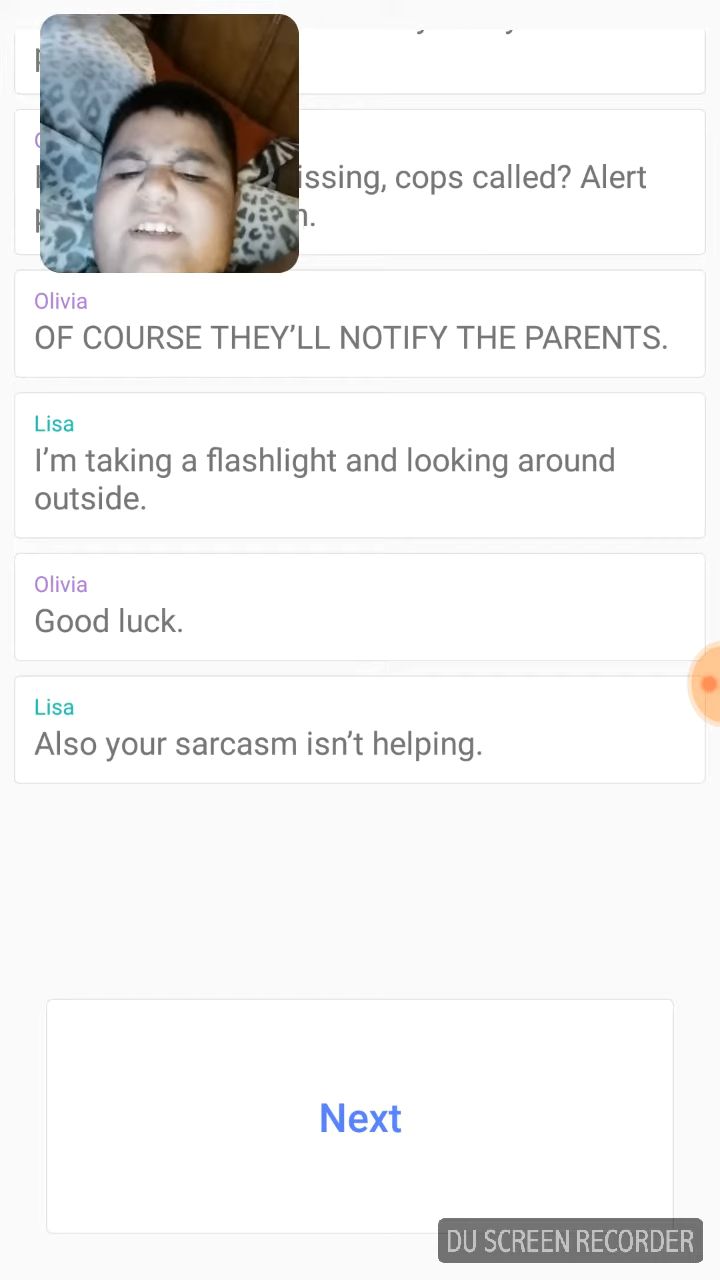 issing, cops called? Alert
n.
Olivia
OF COURSE THEY’LL NOTIFY THE PARENTS.
Lisa
I’m taking a flashlight and looking around
outside.
Olivia
Good luck.
Lisa
Also your sarcasm isn’t helping.
Next
DU SCREEN RECORDER